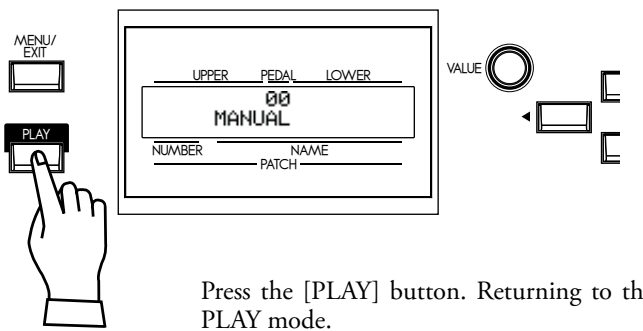 MENU/
EXIT
UPPER PEDAL LOWER
VALUE
00
MANUAL
PLAY
NUMBER NAME
PATCH
Press the [PLAY] button. Returning to th
PLAY mode.